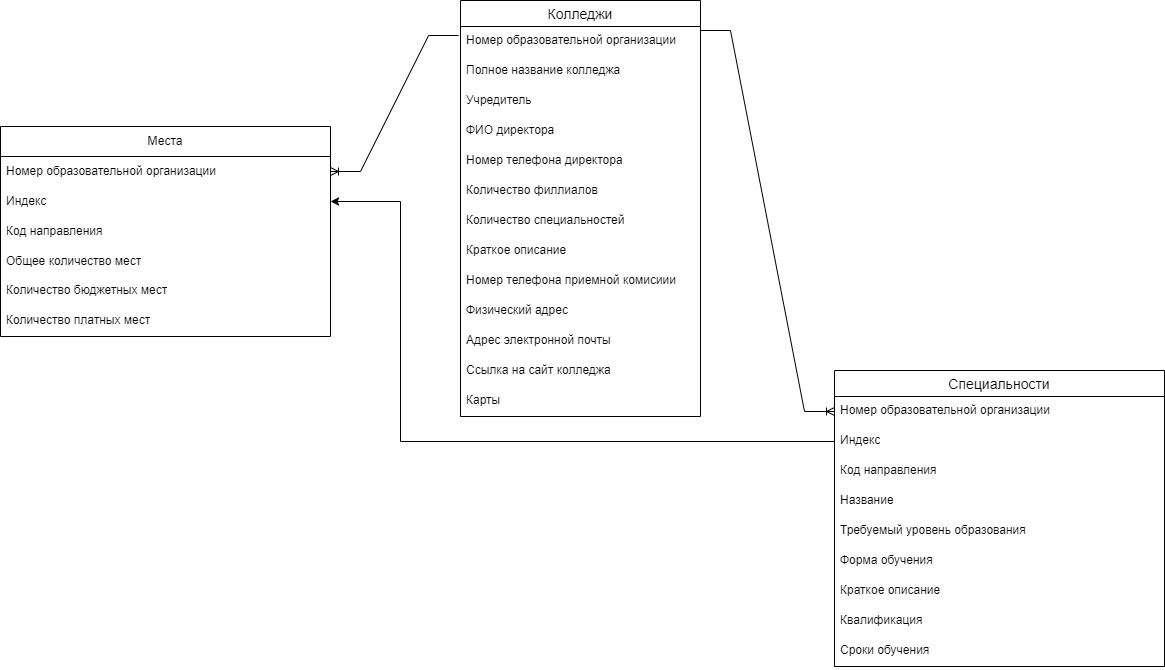 Колледжи
Номер образовательной организации
Полное название колледжа
Учредитель
ФИО директора
Номер телефона директора
Количество филлиалов
Количество специальностей
Краткое описание
Номер телефона приемной комисиии
Физический адрес
Адрес электронной почты
Ссылка на сайт колледжа
Карты
Места
Номер образовательной организации
Индекс
Код направления
Общее количество мест
Количество бюджетных мест
Количество платных мест
Специальности
Номер образовательной организации
Индекс
Код направления
Название
Требуемый уровень образования
Форма обучения
Краткое описание
Квалификация
Сроки обучения